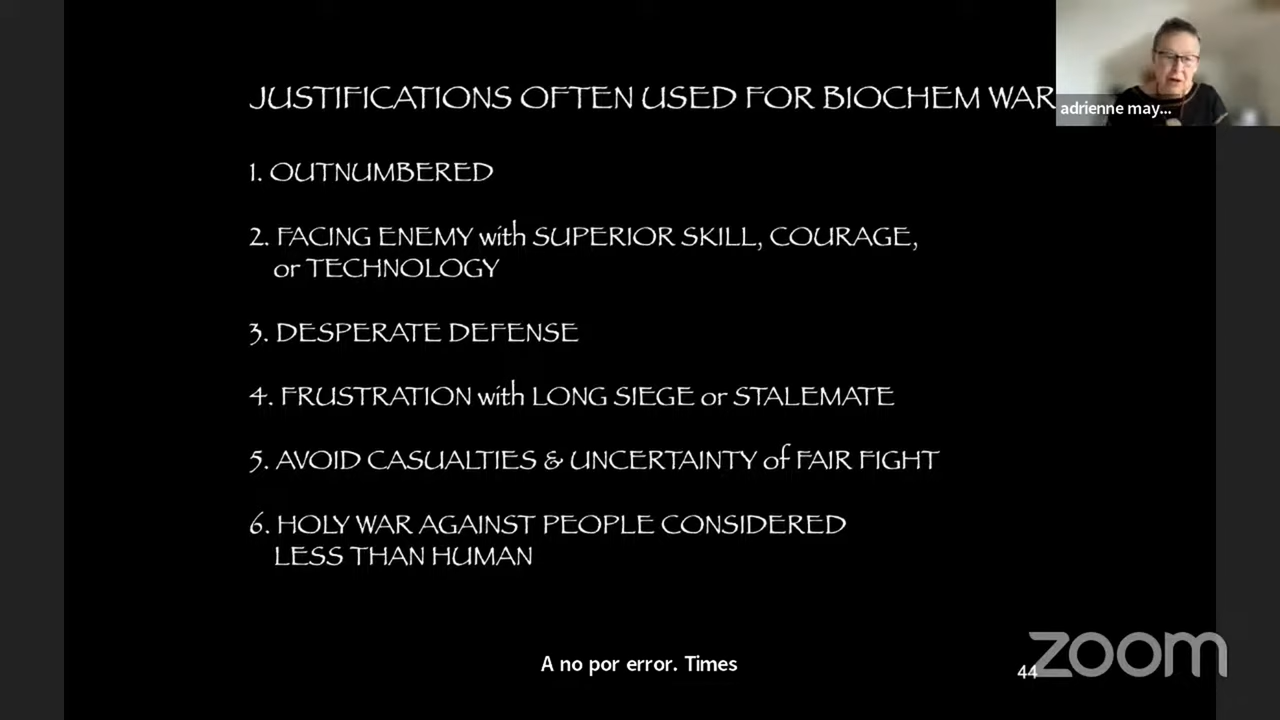 JUSTIFICATIONS OFTEN USED FOR BIOCHEM WAR
adrienne may...
1. OUTNUMBERED
2. FACING ENEMY with SUPERIOR SKILL, COURAGE,
or TECHNOLOGY
3. DESPERATE DEFENSE
4. FRUSTRATION with LONG SIEGE or STALEMATE
5. AVOID CASUALTIES & UNCERTAINTY of FAIR FIGHT
6. HOLY WAR AGAINST PEOPLE CONSIDERED
LESS THAN HUMAN
A no por error. Times
44
zoom